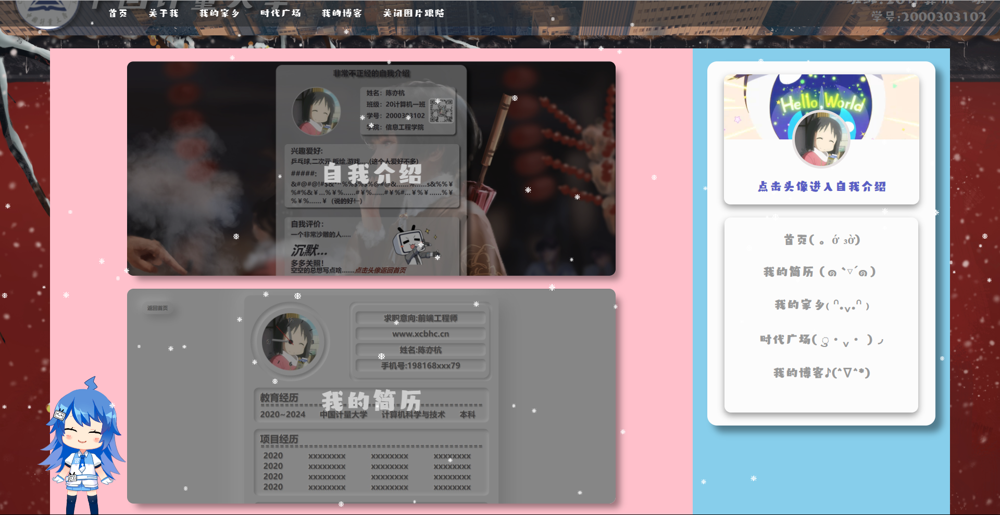 首页 关于我 我的家乡 时代广场 我的博客 关闭图片跟随
学号:2000303102
非常不正经的自我介绍
姓名：陈亦杭
班级：20计算机一班
学号：2000303102
学院：信息工程学院
兴趣爱好：
乒乓球,二次元,板绘,游戏.....(这个人爱好不多)
#####：
自我介绍
(说的好! )
自我评价：
一个非常沙雕的人.....
沉默...
多多关照！
空空的总想写点啥.......点击头像返回首页
返回首页
求职意向:前端工程师
www.xcbhc.cn
姓名:陈亦杭
手机号:198168xxx79
我的简历
教育经历
2020~2024 中国计量大学 计算机科学与技术 本科
项目经历
2020 xxxxxxxx xxxxxxxx xxxxxxxx
2020 xxxxxxxx xxxxxxxx xxxxxxxx
2020 xxxxxxxx xxxxxxxx xxxxxxxx
2020 xxxxxxxx xxxxxxxx xxxxxxxx
Hello,World
点击头像进入自我介绍
首页
我的简历
我的家乡
时代广场
我的博客♪(^∇^*)
22